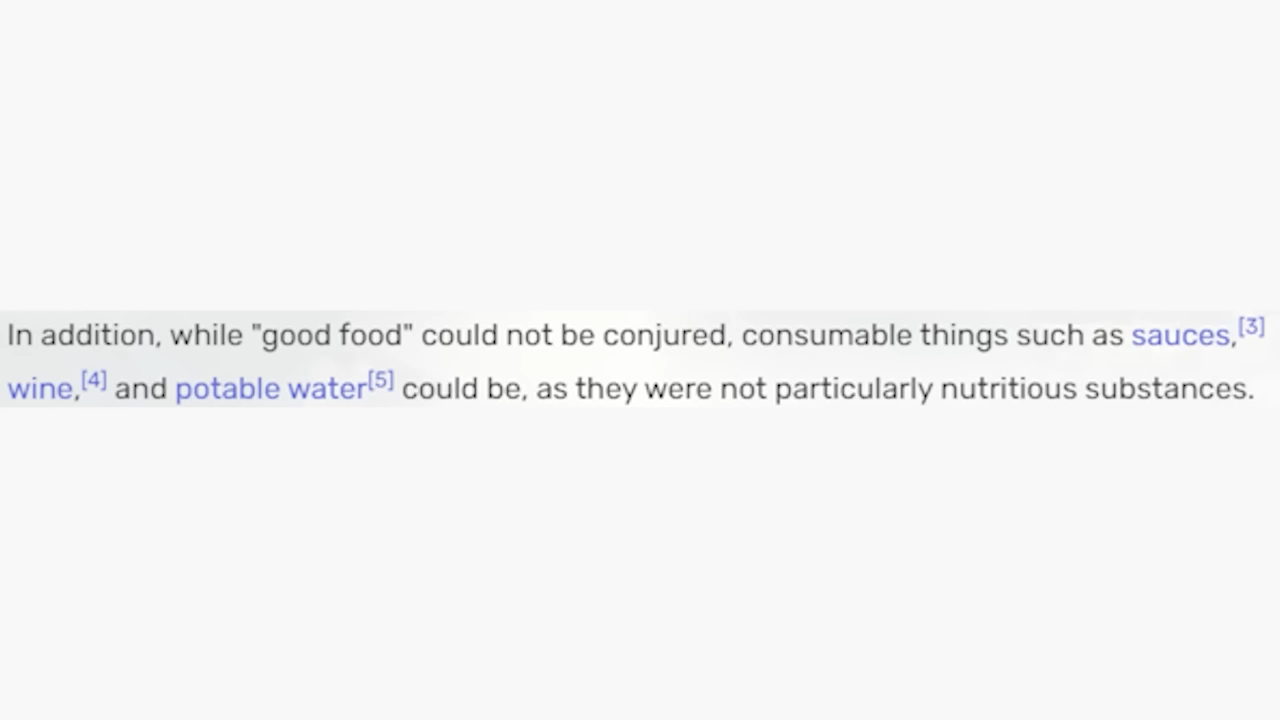 In addition, while "good food" could not be conjured, consumable things such as sauces,[3]
wine,[4] and potable water[5] could be, as they were not particularly nutritious substances.